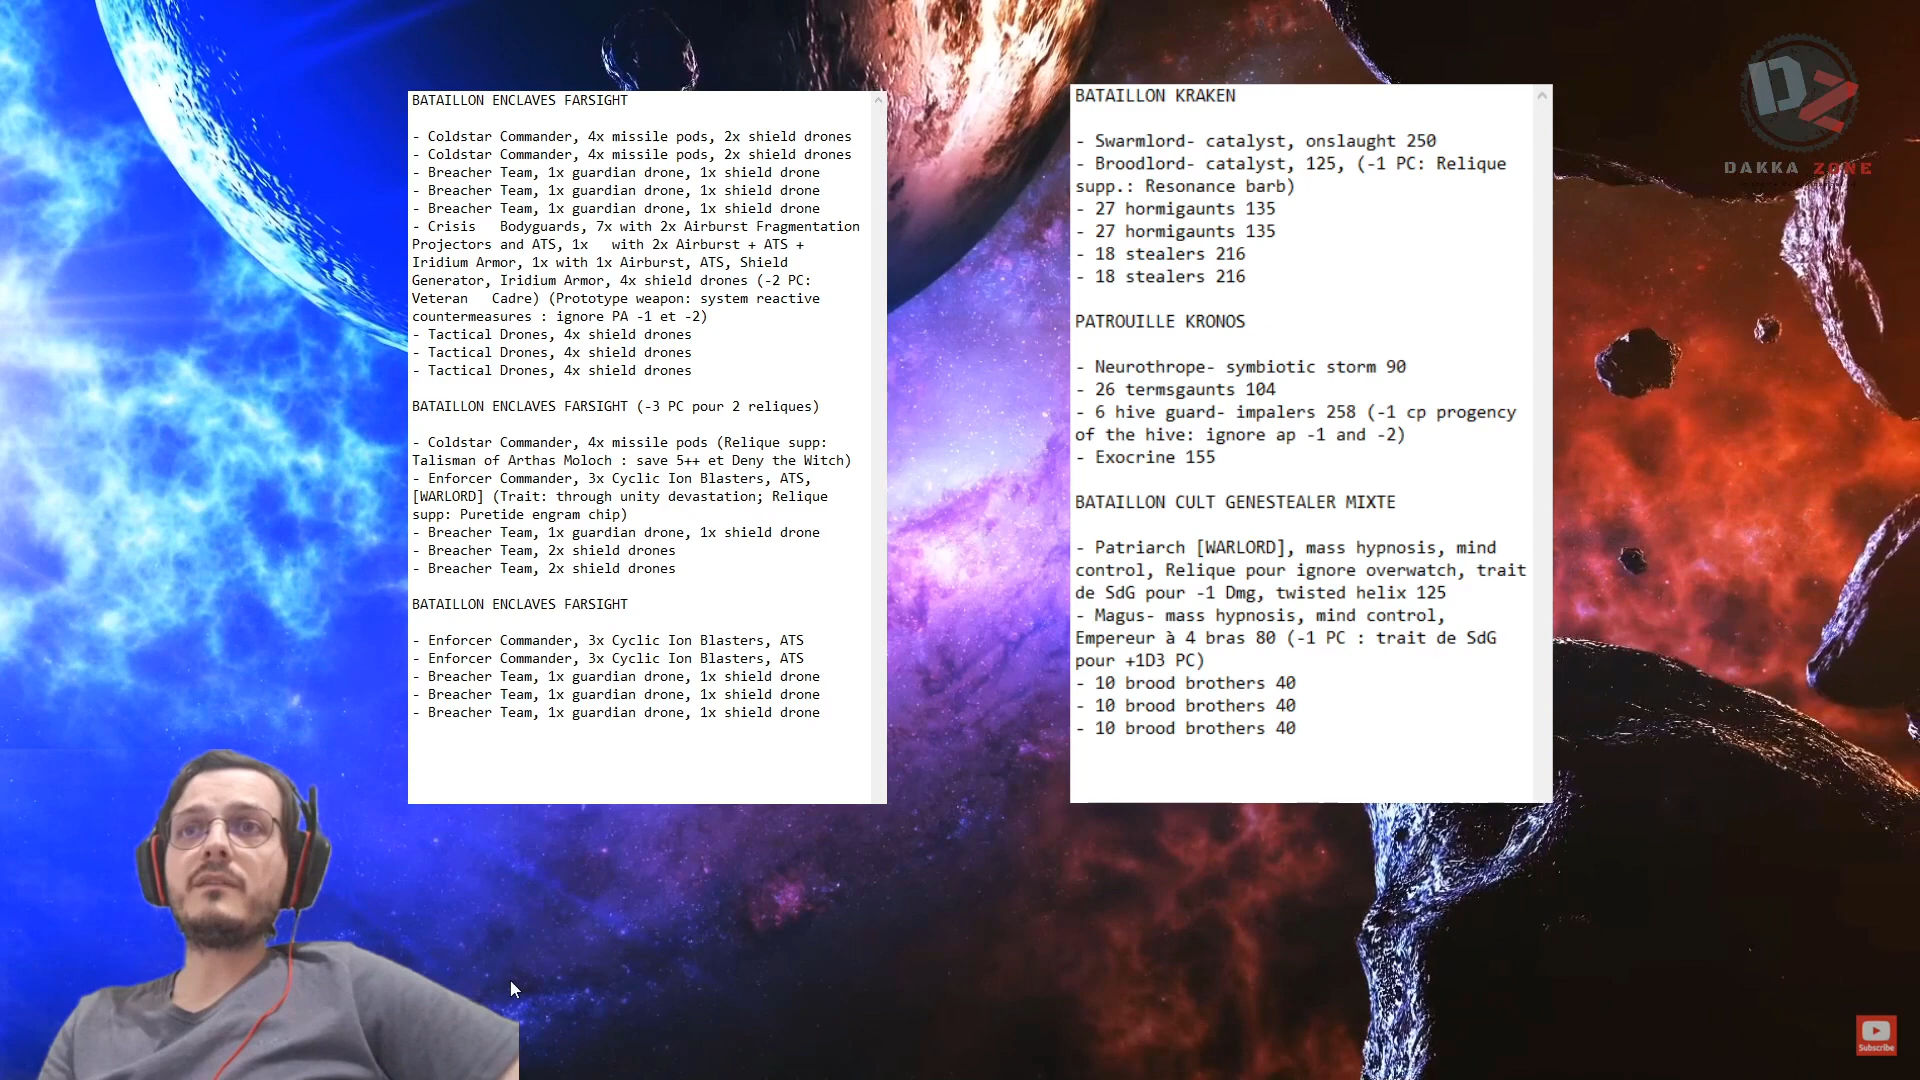 BATAILLON ENCLAVES FARSIGHT
- Coldstar Commander, 4x missile pods, 2x shield drones
- Coldstar Commander, 4x missile pods, 2x shield drones
- Breacher Team, 1x guardian drone, 1x shield drone
- Breacher Team, 1x guardian drone, 1x shield drone
- Breacher Team, 1x guardian drone, 1x shield drone
- Crisis Bodyguards, 7x with 2x Airburst Fragmentation
Projectors and ATS, 1x with 2x Airburst + ATS +
Iridium Armor, 1x with 1x Airburst, ATS, Shield
Generator, Iridium Armor, 4x shield drones (-2 PC:
Veteran Cadre) (Prototype weapon: system reactive
countermeasures : ignore PA -1 et -2)
- Tactical Drones, 4x shield drones
- Tactical Drones, 4x shield drones
- Tactical Drones, 4x shield drones
BATAILLON ENCLAVES FARSIGHT (-3 PC pour 2 reliques)
- Coldstar Commander, 4x missile pods (Relique supp:
Talisman of Arthas Moloch : save 5++ et Deny the Witch)
- Enforcer Commander, 3x Cyclic Ion Blasters, ATS,
[WARLORD] (Trait: through unity devastation; Relique
supp: Puretide engram chip)
- Breacher Team, 1x guardian drone, 1x shield drone
- Breacher Team, 2x shield drones
- Breacher Team, 2x shield drones
BATAILLON ENCLAVES FARSIGHT
- Enforcer Commander, 3x Cyclic Ion Blasters, ATS
- Enforcer Commander, 3x Cyclic Ion Blasters, ATS
- Breacher Team, 1x guardian drone, 1x shield drone
- Breacher Team, 1x guardian drone, 1x shield drone
- Breacher Team, 1x guardian drone, 1x shield drone
BATAILLON KRAKEN
- Swarmlord- catalyst, onslaught 250
- Broodlord- catalyst, 125, (-1 PC: Relique
supp.: Resonance barb)
- 27 hormigaunts 135
- 27 hormigaunts 135
- 18 stealers 216
- 18 stealers 216
PATROUILLE KRONOS
- Neurothrope- symbiotic storm 90
- 26 termsgaunts 104
- 6 hive guard- impalers 258 (-1 cp progency
of the hive: ignore ap -1 and -2)
- Exocrine 155
BATAILLON CULT GENESTEALER MIXTE
- Patriarch [WARLORD], mass hypnosis, mind
control, Relique pour ignore overwatch, trait
de SdG pour -1 Dmg, twisted helix 125
- Magus- mass hypnosis, mind control,
Empereur à 4 bras 80 (-1 PC : trait de SdG
pour +1D3 PC)
- 10 brood brothers 40
- 10 brood brothers 40
- 10 brood brothers 40
DZ
DAKKA ZONE
Subscribe